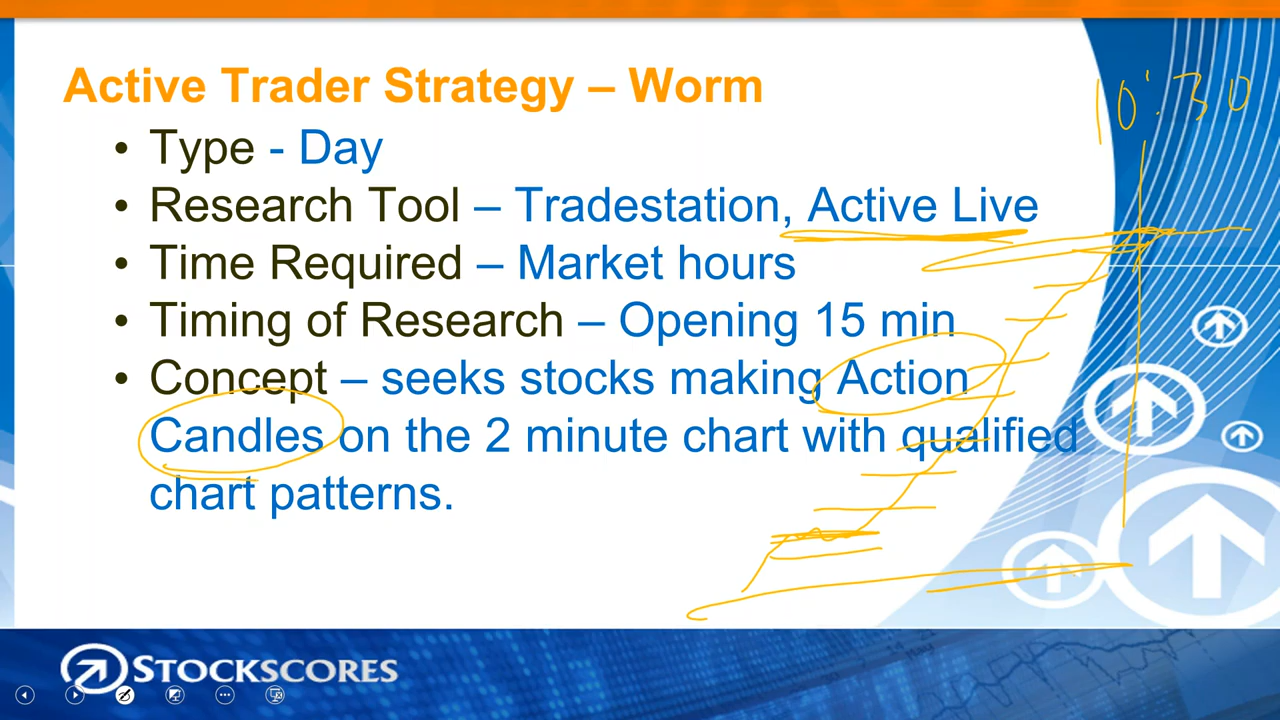 Active Trader Strategy – Worm
10:30
• Type - Day
• Research Tool – Tradestation, Active Live
• Time Required – Market hours
• Timing of Research – Opening 15 min
• Concept – seeks stocks making Action
Candles on the 2 minute chart with qualified
chart patterns.
STOCKSCORES